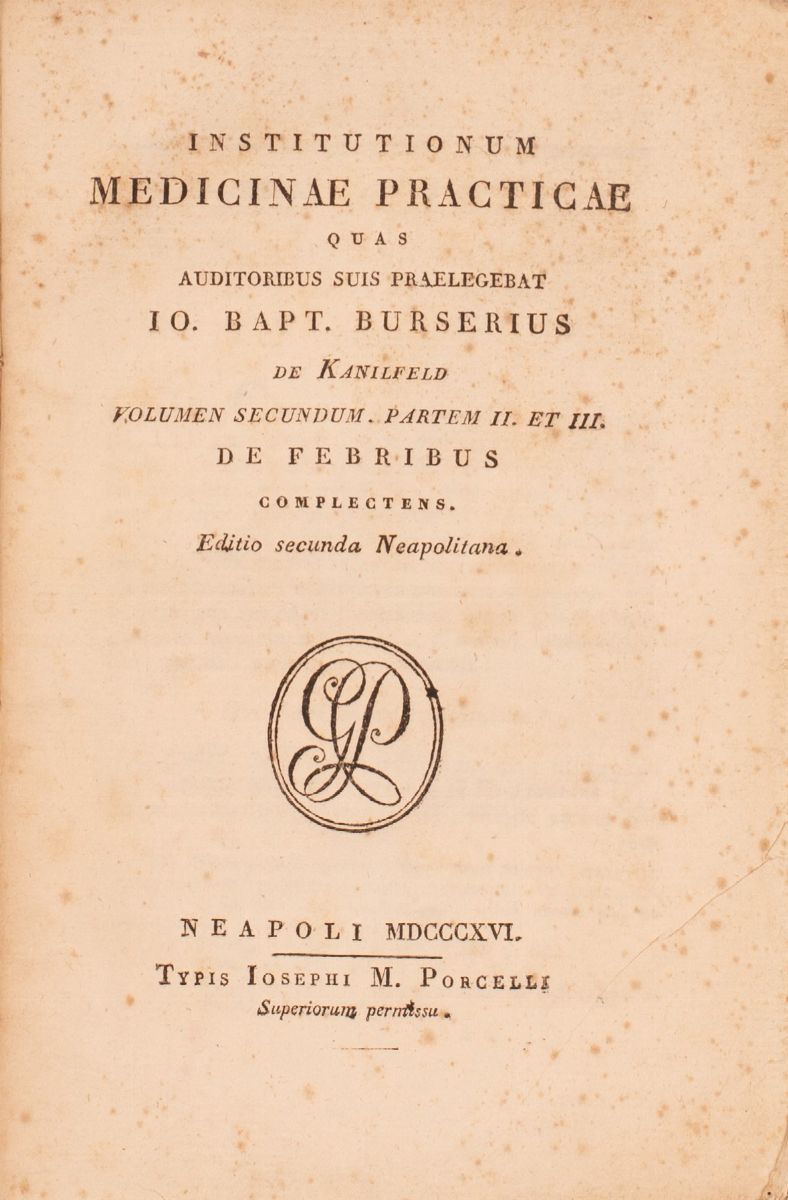 INSTITUTIONUM
MEDICINAE PRACTICAE
QUAS
AUDITORIBUS SUIS PRAELEGEBAT
IO. BAPT. BURSERIUS
DE KANILFELD
VOLUMEN SECUNDUM. PARTEM II. ET III.
DE FEBRIBUS
COMPLECTENS.
Editio secunda Neapolitana.
GP
NEAPOLI MDCCCXVI.
TYPIS IOSEPHI M. PORCELLI
Superiorum permissu.